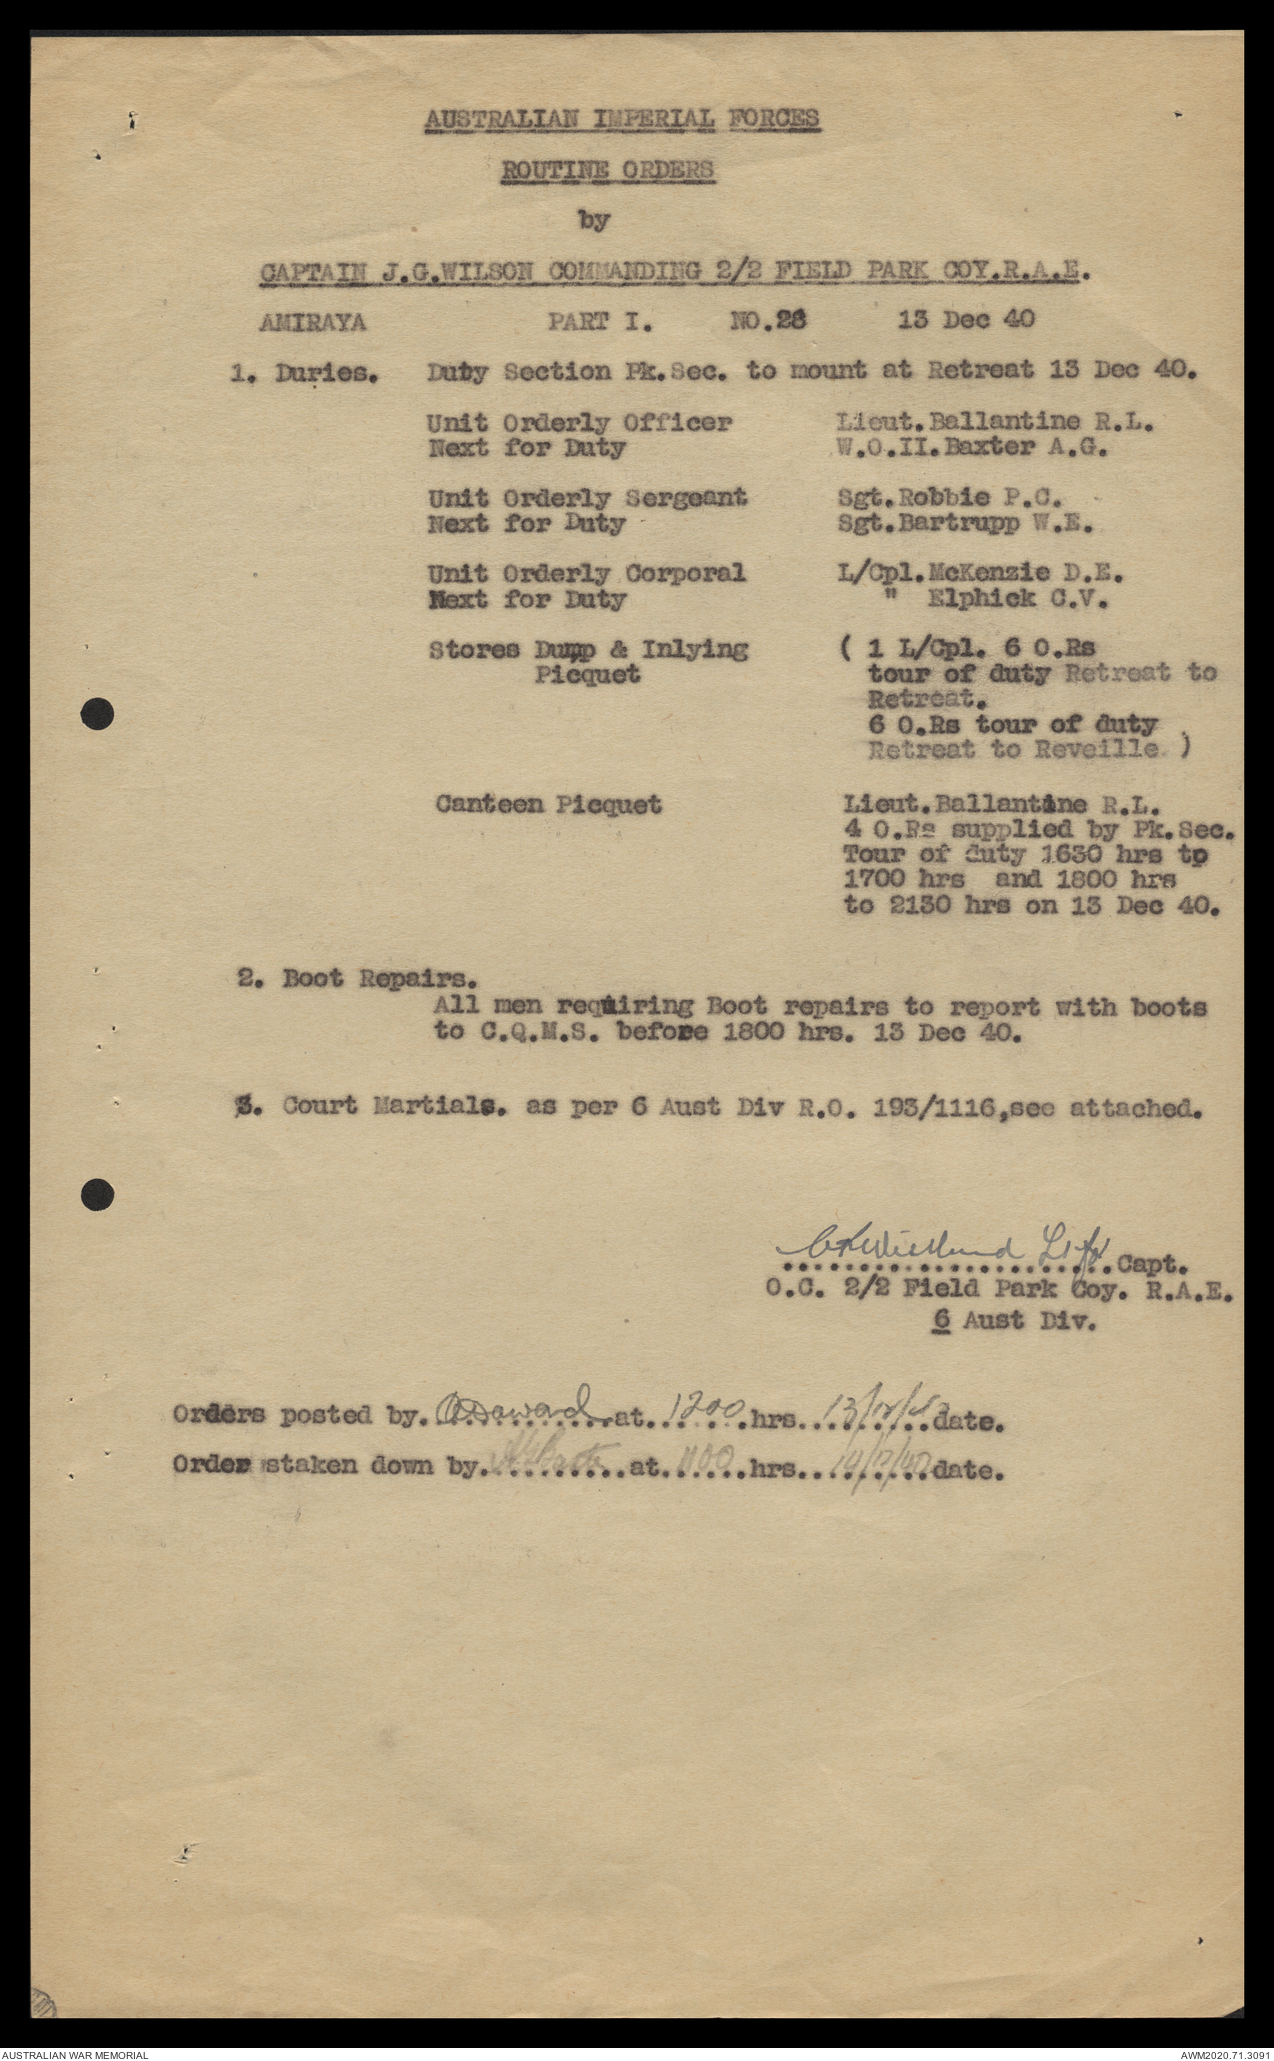 AUSTRALIAN IMPERIAL FORCES
ROUTINE ORDERS
by
CAPTAIN J.G.WILSON COMMANDING 2/2 FIELD PARK COY.R.A.E.
AMIRAYA PART I. NO.28 13 Dec 40
1. Duries. Duty Section Pk.Sec. to mount at Retreat 13 Dec 40.
Unit Orderly Officer Lieut.Ballantine R.L.
Next for Duty W.O.II.Baxter A.G.
Unit Orderly Sergeant Sgt.Robbie P.C.
Next for Duty Sgt.Bartrupp W.E.
Unit Orderly Corporal L/Cpl.McKenzie D.E.
Next for Duty " Elphick C.V.
Stores Dump & Inlying ( 1 L/Cpl. 6 O.Rs
Picquet tour of duty Retreat to
Retreat.
6 O.Rs tour of duty
Retreat to Reveille )
Canteen Picquet Lieut.Ballantine R.L.
4 O.Rs supplied by Pk.Sec.
Tour of duty 1630 hrs to
1700 hrs and 1800 hrs
to 2130 hrs on 13 Dec 40.
2. Boot Repairs.
All men requiring Boot repairs to report with boots
to C.Q.M.S. before 1800 hrs. 13 Dec 40.
3. Court Martials. as per 6 Aust Div R.O. 193/1116,see attached.
....................Capt.
O.C. 2/2 Field Park Coy. R.A.E.
6 Aust Div.
Orders posted by............at 1200 hrs 13/12/40 date.
Order staken down by..........at 1100 hrs 14/12/40 date.
AUSTRALIAN WAR MEMORIAL AWM2020.71.3091